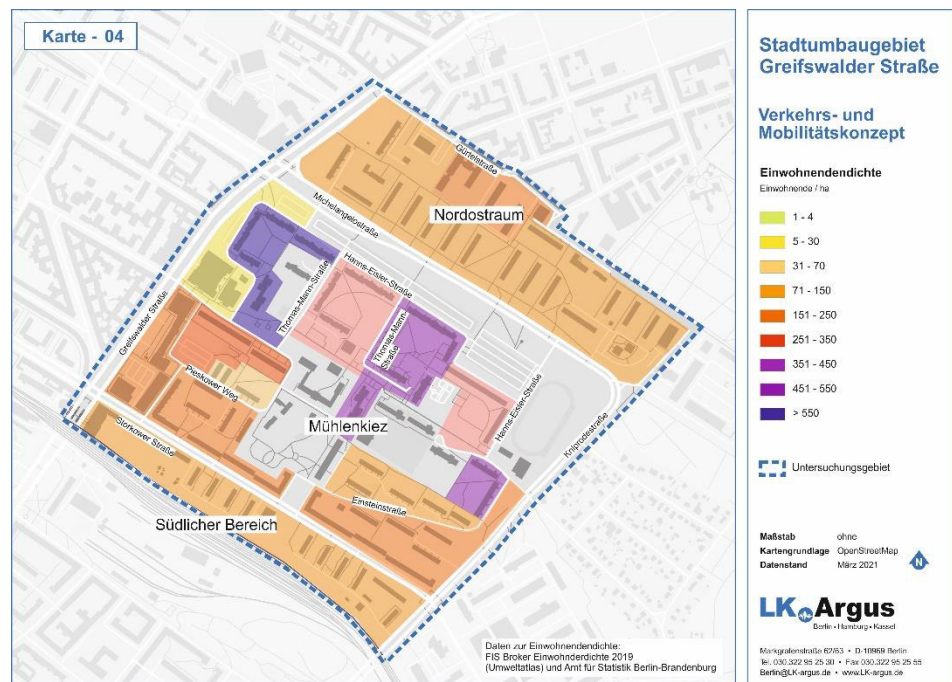 Karte - 04
Gürtelstraße
Nordostraum
Michelangelostraße
Hanns-Eisler-Straße
Thomas-Mann-Straße
Thomas-Mann-
Straße
Greifswalder Straße
Pieskower Weg
Hanns-Eisler-Straße
Kniprodestraße
Mühlenkiez
Storkower Straße
Einsteinstraße
Südlicher Bereich
Daten zur Einwohnendendichte:
FIS Broker Einwohnderdichte 2019
(Umweltatlas) und Amt für Statistik Berlin-Brandenburg
Stadtumbaugebiet
Greifswalder Straße
Verkehrs- und
Mobilitätskonzept
Einwohnendendichte
Einwohnende / ha
1 - 4
5 - 30
31 - 70
71 - 150
151 - 250
251 - 350
351 - 450
451 - 550
> 550
Untersuchungsgebiet
Maßstab ohne
Kartengrundlage OpenStreetMap
Datenstand März 2021
N
LK Argus
Berlin • Hamburg • Kassel
Markgrafenstraße 62/63 • D-10969 Berlin
Tel. 030.322 95 25 30 • Fax 030.322 95 25 55
Berlin@LK-argus.de • www.LK-argus.de